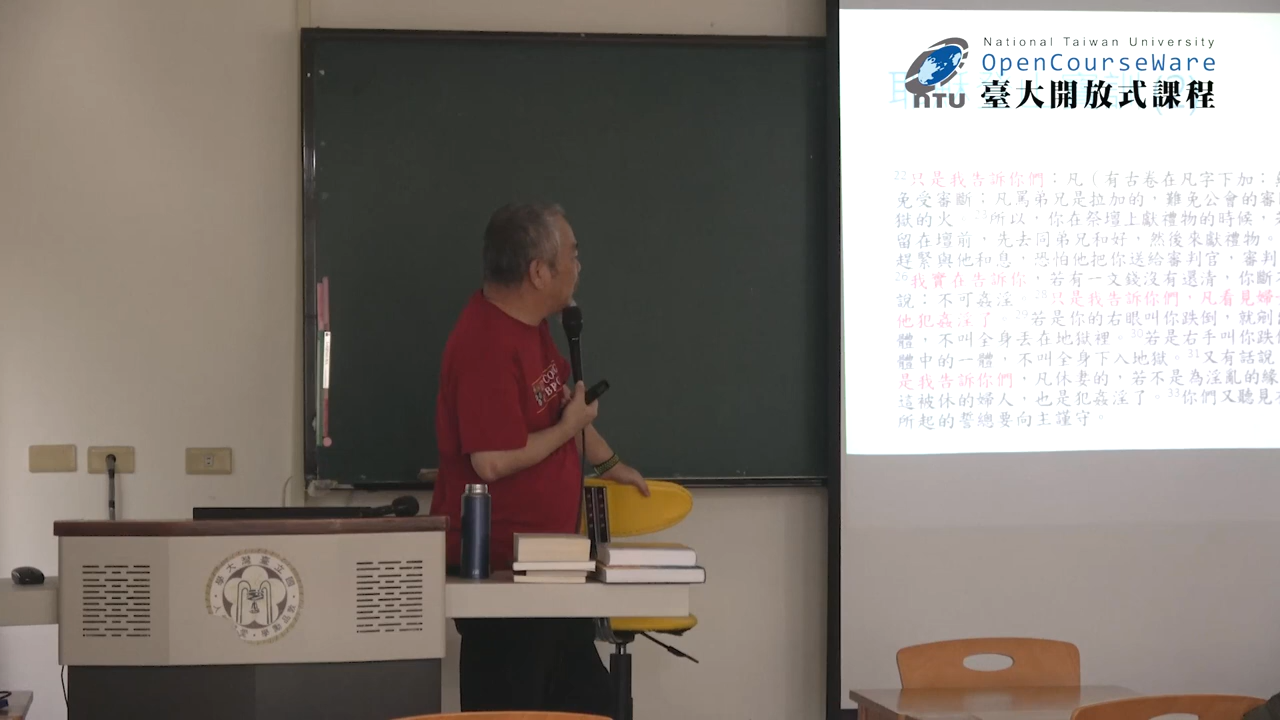 National Taiwan University
OpenCourseWare
NTU 臺大開放式課程
(2)
22只是我告訴你們：凡（有古卷在凡字下加：
免受審斷；凡罵弟兄是拉加的，難免公會的審
獄的火。 所以，你在祭壇上獻禮物的時候，
留在壇前，先去同弟兄和好，然後來獻禮物。
趕緊與他和息，恐怕他把你送給審判官，審判
26我實在告訴你，若有一文錢沒有還清，你斷
說：不可姦淫。28只是我告訴你們，凡看見婦
他犯姦淫了。29若是你的右眼叫你跌倒，就剜
體，不叫全身丟在地獄裡。30若是右手叫你跌
體中的一體，不叫全身下入地獄。31又有話說
是我告訴你們，凡休妻的，若不是為淫亂的緣
這被休的婦人，也是犯姦淫了。33你們又聽見
所起的誓總要向主謹守。